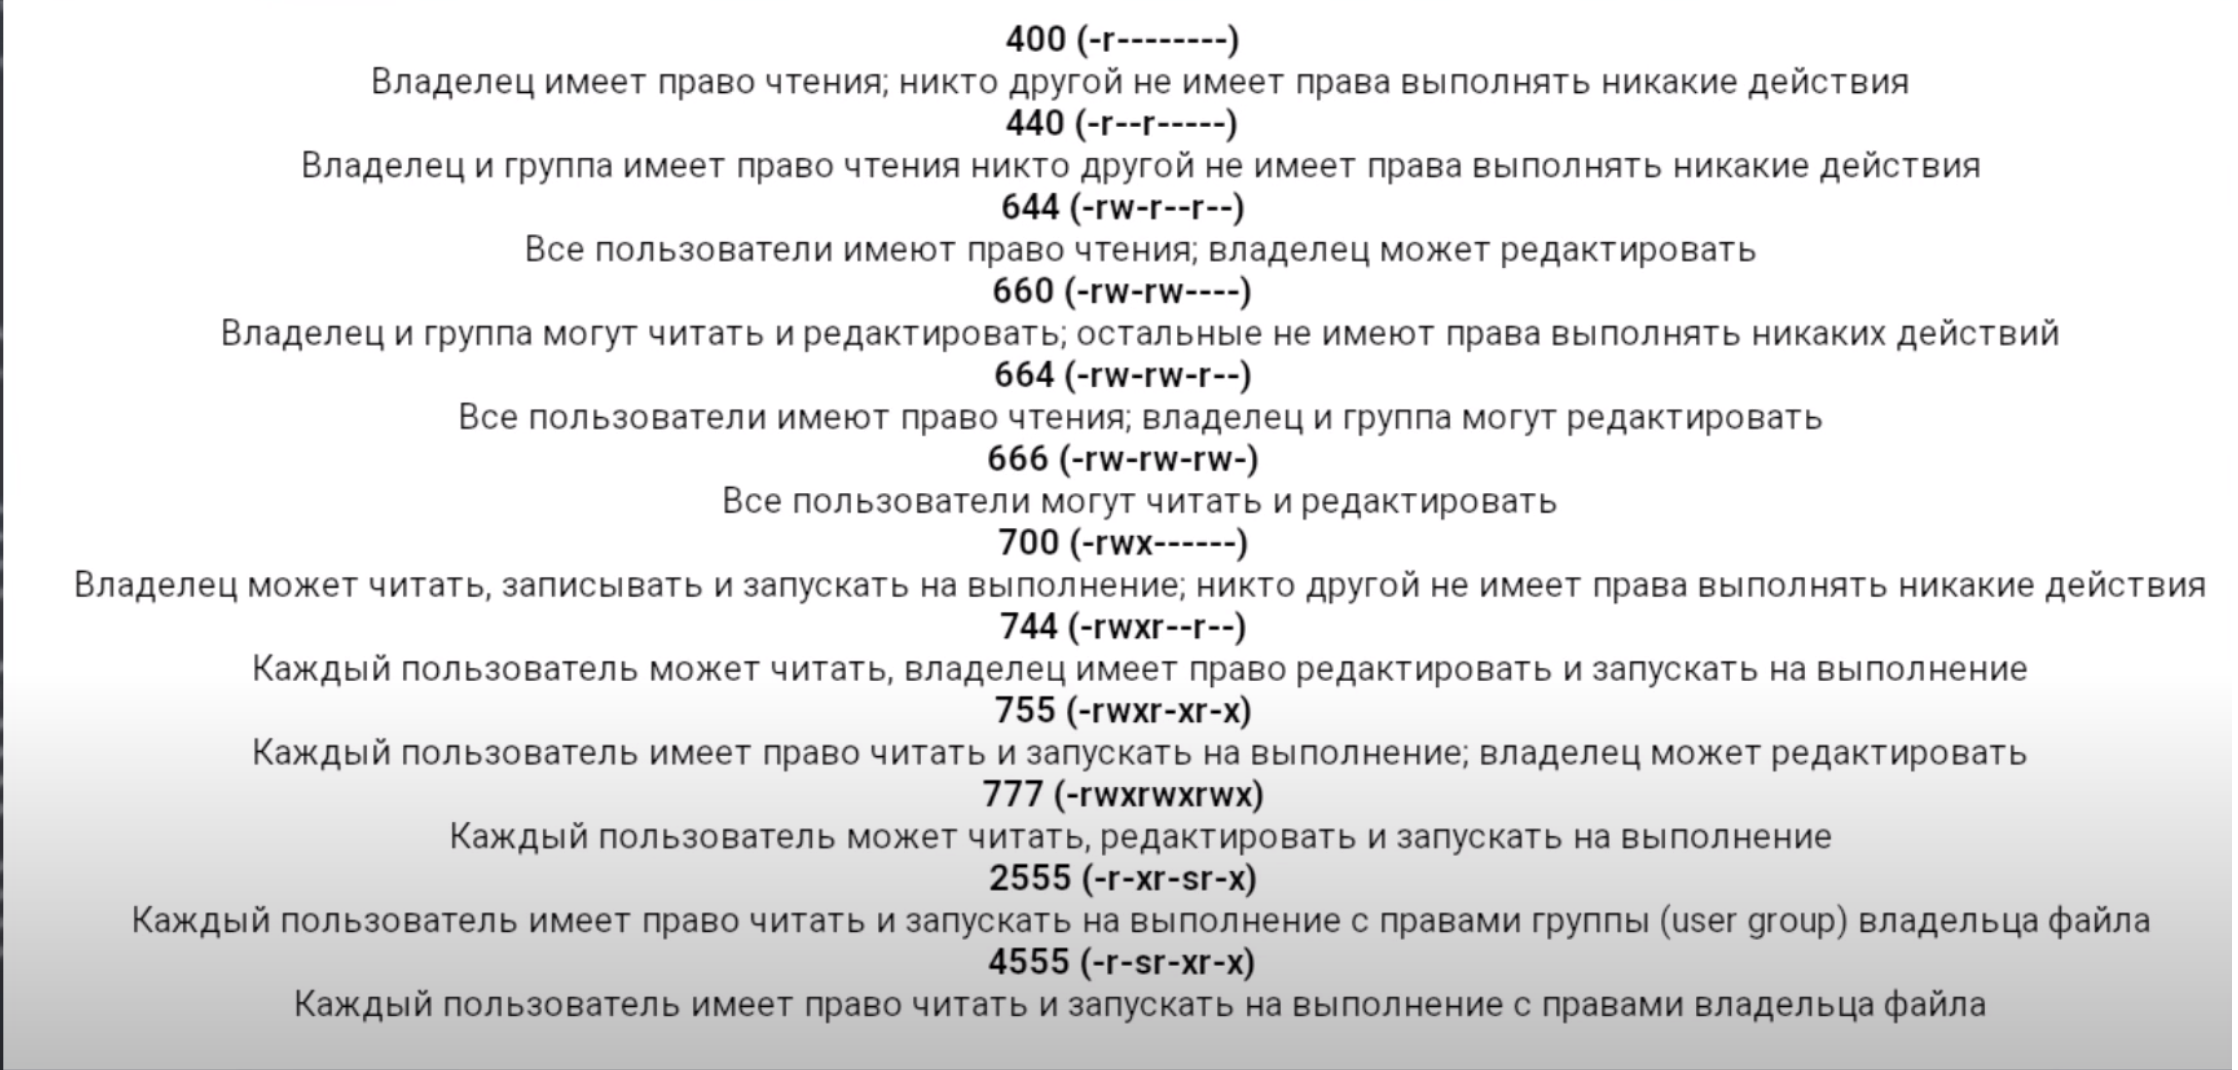 400 (-r--------)
Владелец имеет право чтения; никто другой не имеет права выполнять никакие действия
440 (-r--r-----)
Владелец и группа имеет право чтения никто другой не имеет права выполнять никакие действия
644 (-rw-r--r--)
Все пользователи имеют право чтения; владелец может редактировать
660 (-rw-rw----)
Владелец и группа могут читать и редактировать; остальные не имеют права выполнять никаких действий
664 (-rw-rw-r--)
Все пользователи имеют право чтения; владелец и группа могут редактировать
666 (-rw-rw-rw-)
Все пользователи могут читать и редактировать
700 (-rwx------)
Владелец может читать, записывать и запускать на выполнение; никто другой не имеет права выполнять никакие действия
744 (-rwxr--r--)
Каждый пользователь может читать, владелец имеет право редактировать и запускать на выполнение
755 (-rwxr-xr-x)
Каждый пользователь имеет право читать и запускать на выполнение; владелец может редактировать
777 (-rwxrwxrwx)
Каждый пользователь может читать, редактировать и запускать на выполнение
2555 (-r-xr-sr-x)
Каждый пользователь имеет право читать и запускать на выполнение с правами группы (user group) владельца файла
4555 (-r-sr-xr-x)
Каждый пользователь имеет право читать и запускать на выполнение с правами владельца файла